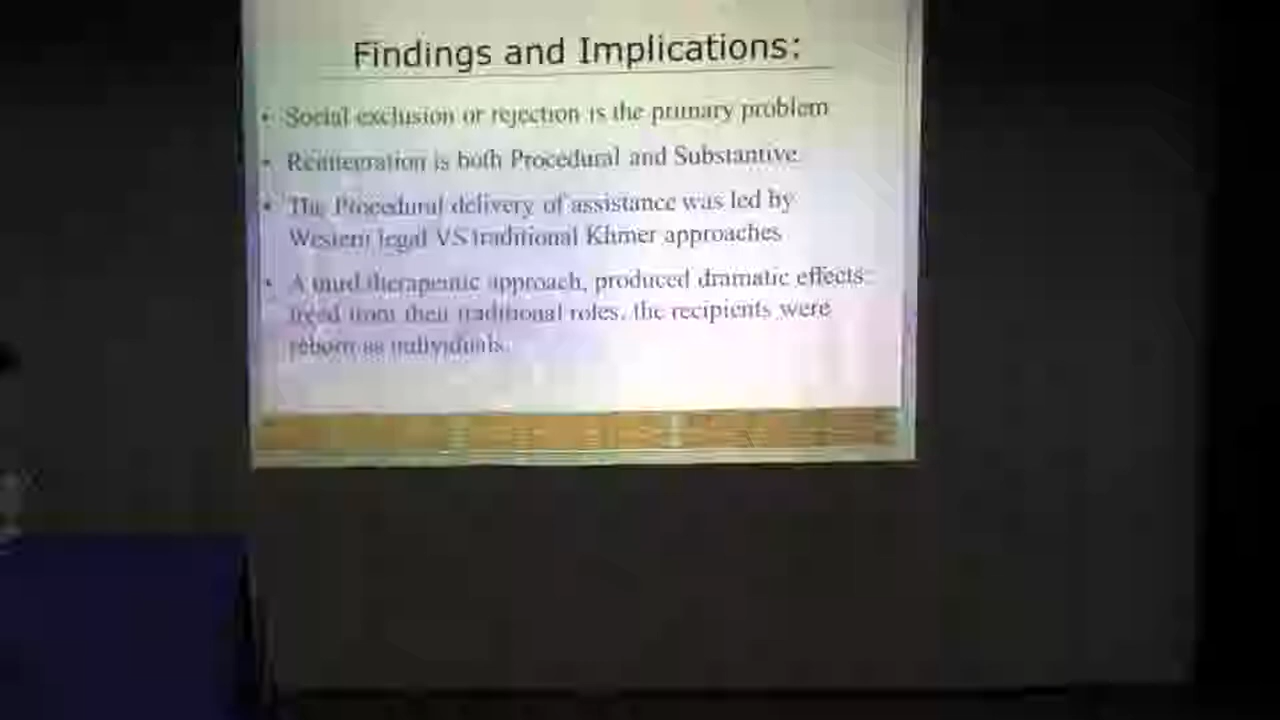 Findings and Implications:
• Social exclusion or rejection is the primary problem
• Reintegration is both Procedural and Substantive
• The Procedural delivery of assistance was led by
Western legal VS traditional Khmer approaches
• A third therapeutic approach, produced dramatic effects:
freed from their traditional roles, the recipients were
reborn as individuals.